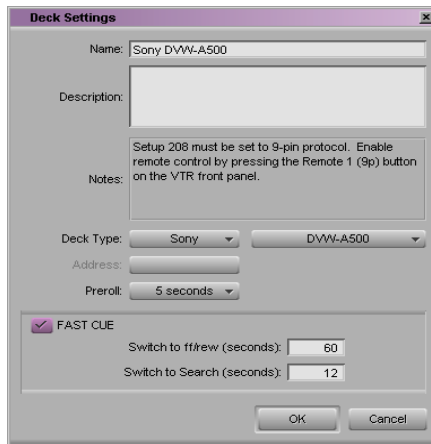 Deck Settings
Name: Sony DVW-A500
Description:
Setup 208 must be set to 9-pin protocol. Enable
remote control by pressing the Remote 1 (9p) button
on the VTR front panel.
Notes:
Deck Type: Sony DVW-A500
Address:
Preroll: 5 seconds
FAST CUE
Switch to ff/rew (seconds): 60
Switch to Search (seconds): 12
OK Cancel